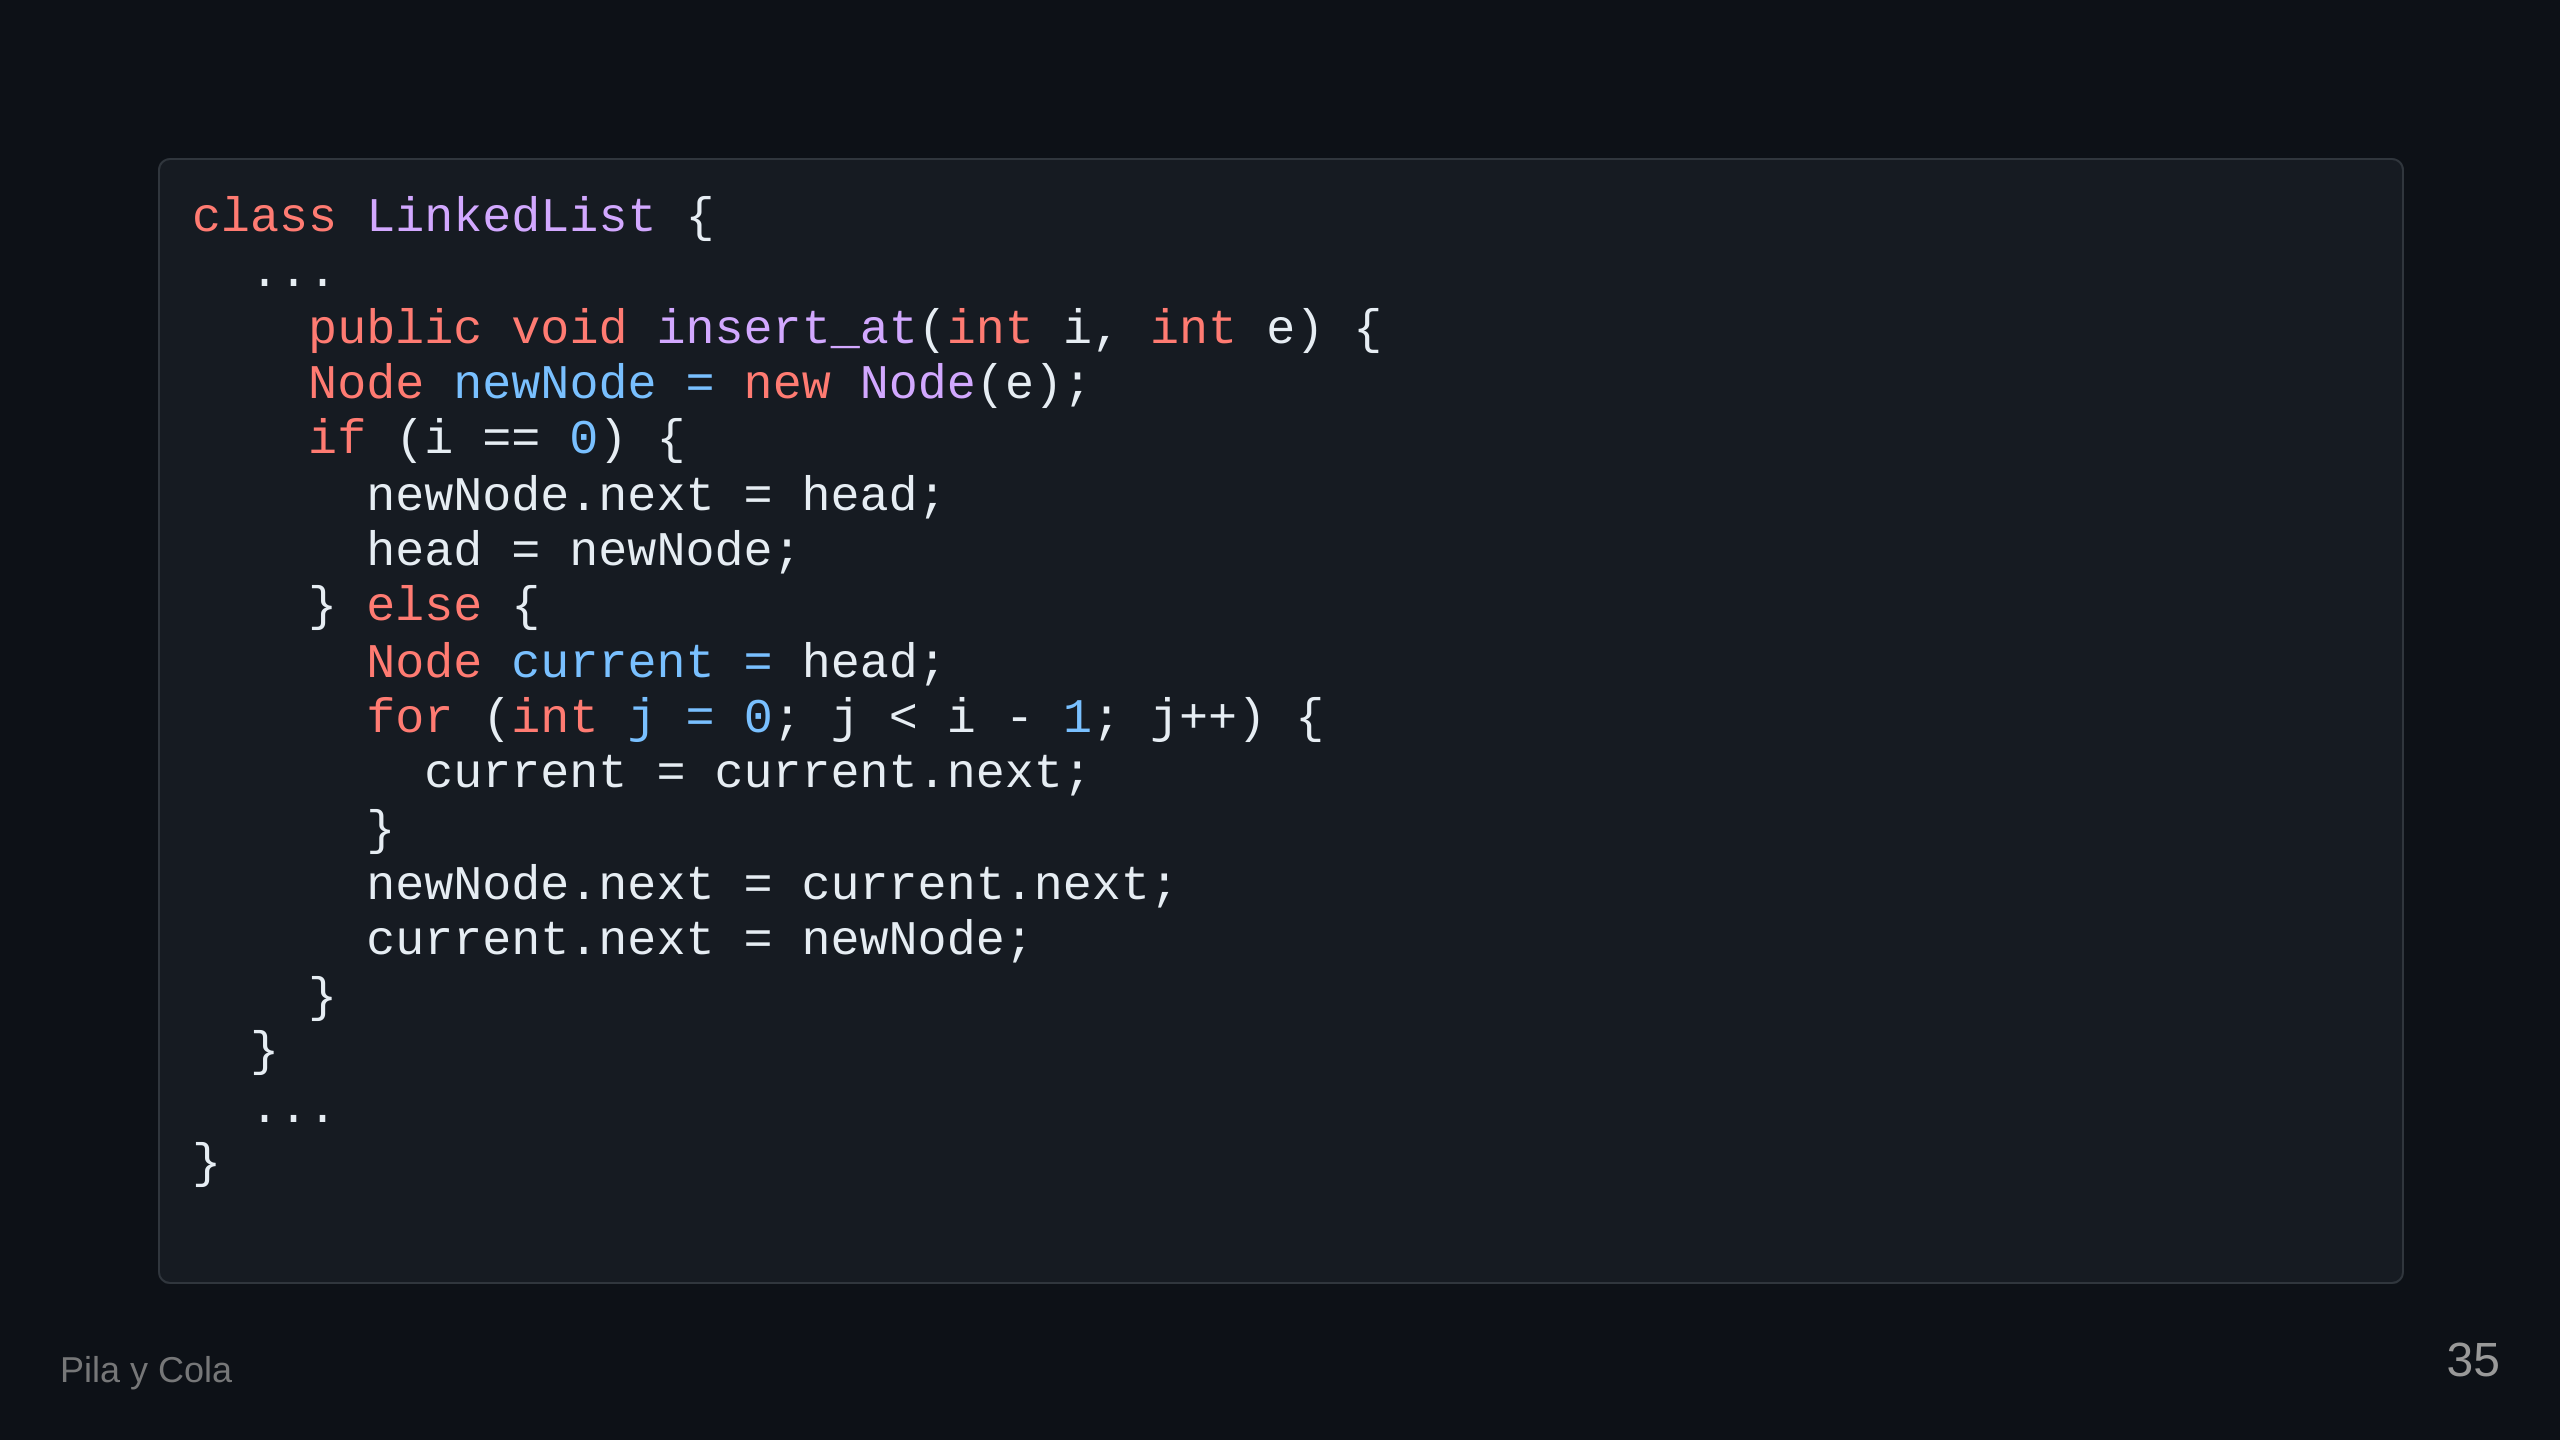 class LinkedList {
  ...
    public void insert_at(int i, int e) {
    Node newNode = new Node(e);
    if (i == 0) {
      newNode.next = head;
      head = newNode;
    } else {
      Node current = head;
      for (int j = 0; j < i - 1; j++) {
        current = current.next;
      }
      newNode.next = current.next;
      current.next = newNode;
    }
  }
  ...
}
Pila y Cola
35